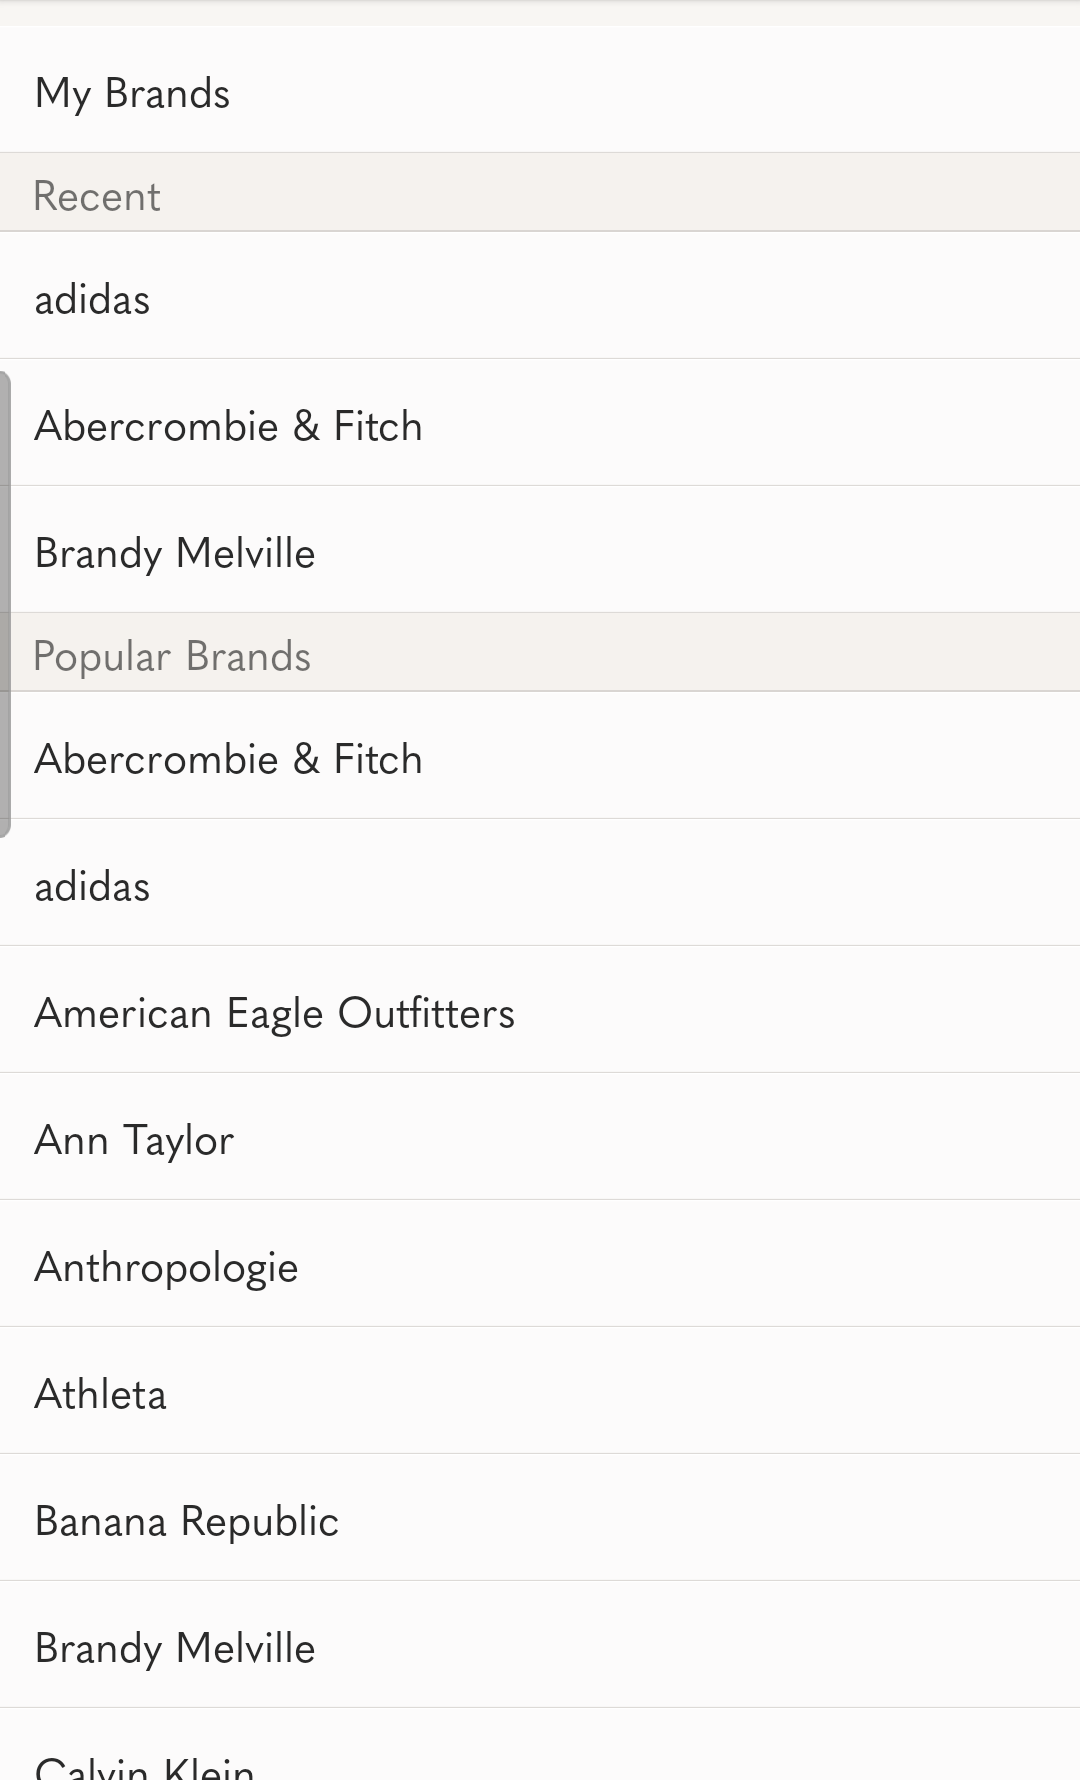 My Brands
Recent
adidas
Abercrombie & Fitch
Brandy Melville
Popular Brands
Abercrombie & Fitch
adidas
American Eagle Outfitters
Ann Taylor
Anthropologie
Athleta
Banana Republic
Brandy Melville
Calvin Klein